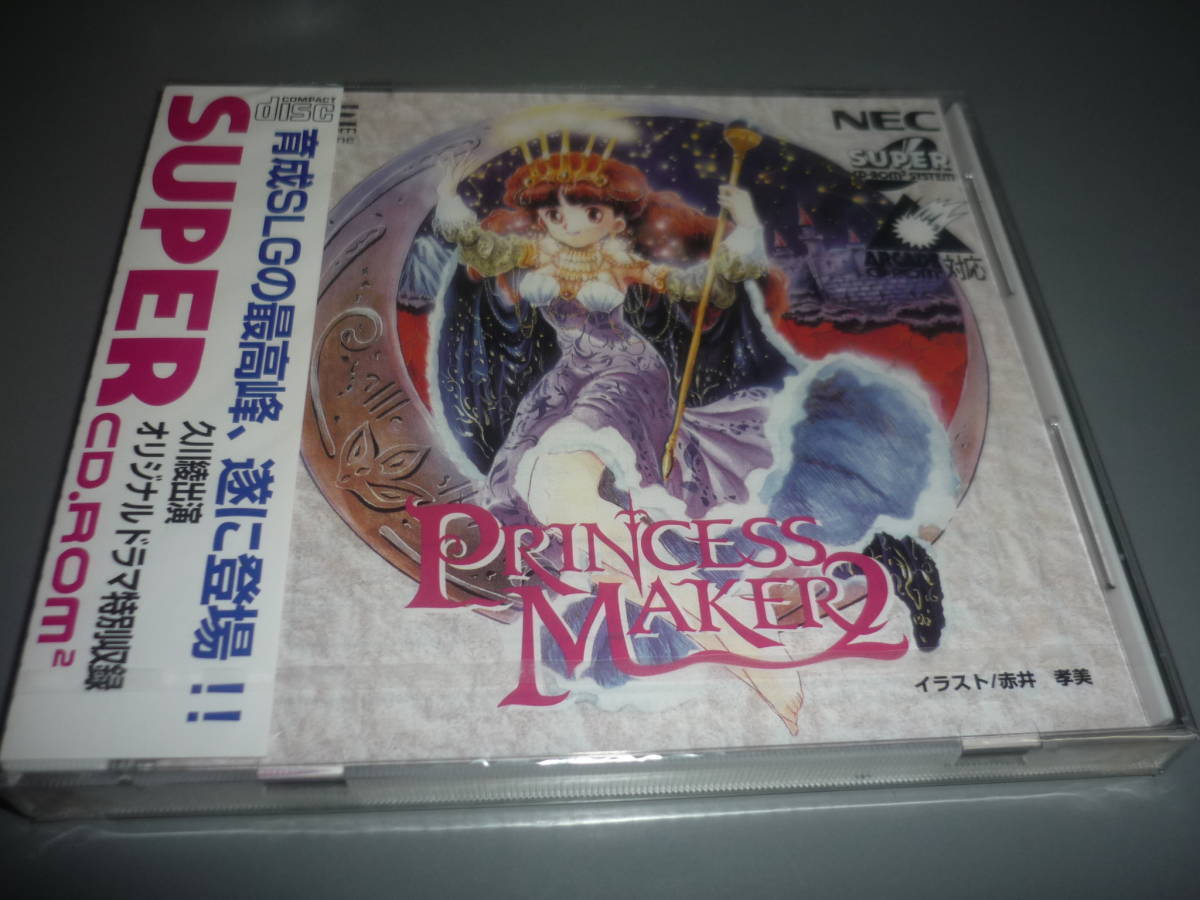 COMPACT
disc
SUPER
CD.ROM²
育成SLGの最高峰、遂に登場!!
久川綾出演
オリジナルドラマ特別収録
NEC
SUPER
CD-ROM² SYSTEM
ARCADE
対応
PRINCESS
MAKER2
イラスト/赤井 孝美